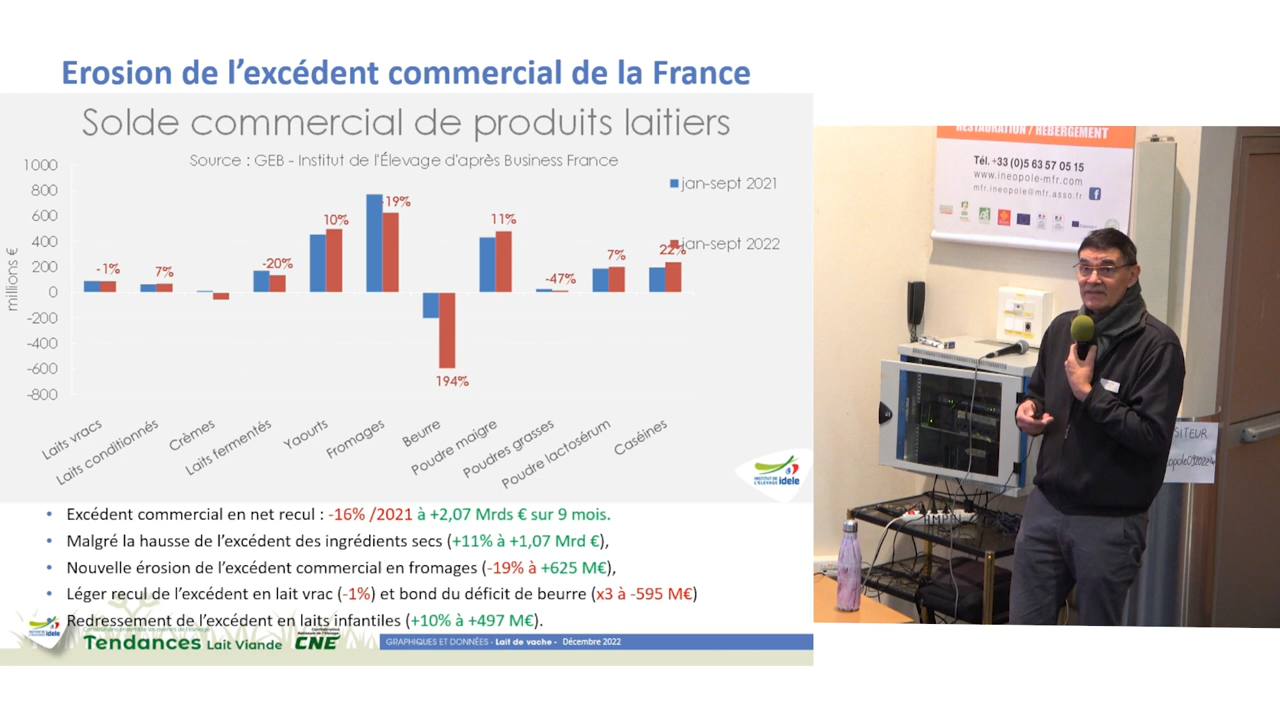 Erosion de l’excédent commercial de la France
Solde commercial de produits laitiers
Source : GEB - Institut de l'Élevage d'après Business France
1000
800
600
400
200
0
-200
-400
-600
-800
millions €
jan-sept 2021
jan-sept 2022
-1%
7%
-20%
10%
-19%
194%
11%
-47%
7%
22%
Laits vracs
Laits conditionnés
Crèmes
Laits fermentés
Yaourts
Fromages
Beurre
Poudre maigre
Poudres grasses
Poudre lactosérum
Caséines
INSTITUT DE
L'ÉLEVAGE idele
• Excédent commercial en net recul : -16% /2021 à +2,07 Mrds € sur 9 mois.
• Malgré la hausse de l’excédent des ingrédients secs (+11% à +1,07 Mrd €),
• Nouvelle érosion de l’excédent commercial en fromages (-19% à +625 M€),
• Léger recul de l’excédent en lait vrac (-1%) et bond du déficit de beurre (x3 à -595 M€)
• Redressement de l’excédent en laits infantiles (+10% à +497 M€).
idele
Tendances Lait Viande
CNE
GRAPHIQUES ET DONNÉES - Lait de vache - Décembre 2022
RESTAURATION / HÉBERGEMENT
Tél. +33 (0)5 63 57 05 15
www.ineopole-mfr.com
mfr.ineopole@mfr.asso.fr